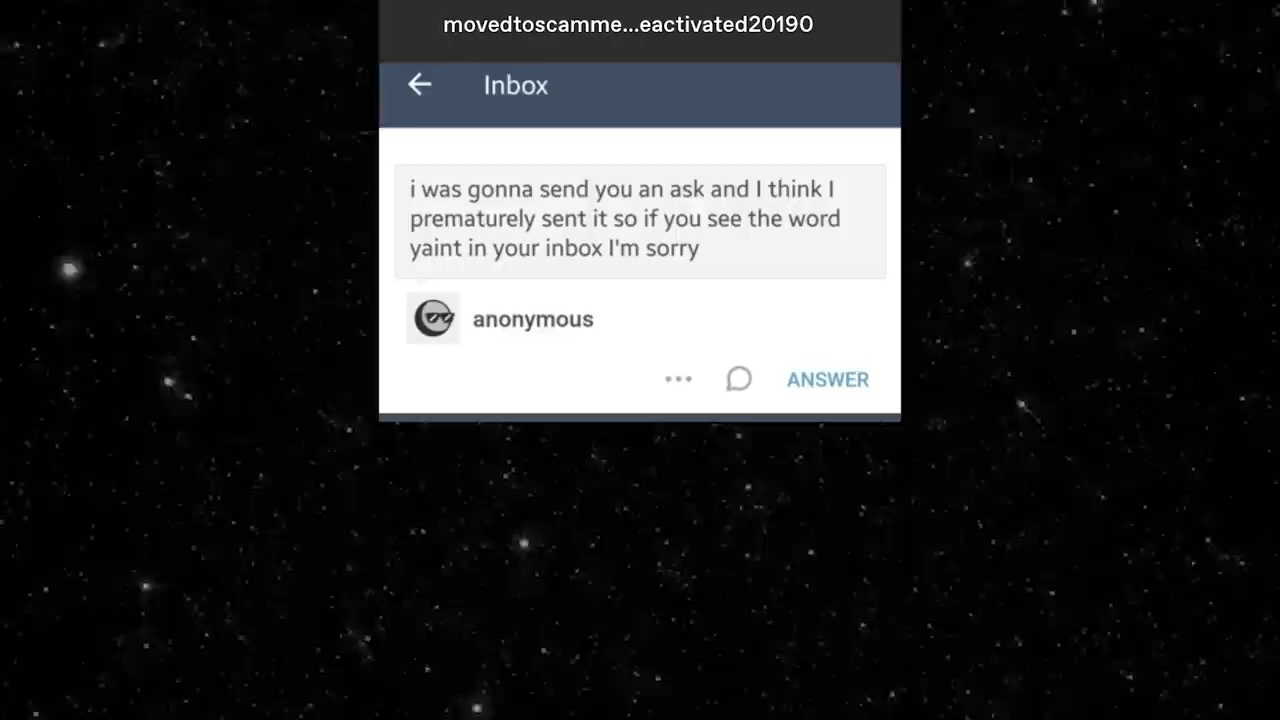 movedtoscamme...eactivated20190
Inbox
i was gonna send you an ask and I think I
prematurely sent it so if you see the word
yaint in your inbox I'm sorry
anonymous
ANSWER